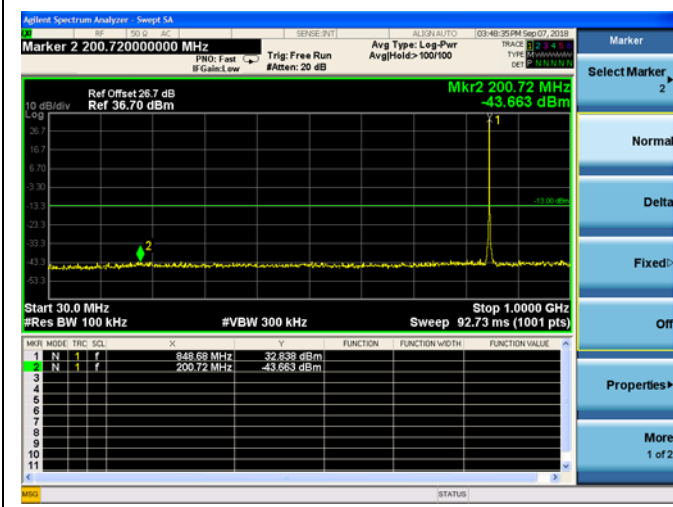 Agilent Spectrum Analyzer - Swept SA
RF 50 Ω AC SENSE:INT ALIGN AUTO 03:48:35 PM Sep 07, 2018
Marker 2 200.720000000 MHz
PNO: Fast
IFGain:Low
Trig: Free Run
#Atten: 20 dB
Avg Type: Log-Pwr
Avg|Hold:> 100/100
TRACE 1 2 3 4 5 6
TYPE M
DET P N N N N N
Marker
Select Marker
2
Normal
Delta
Fixed
Off
Properties
More
1 of 2
Mkr2 200.72 MHz
-43.663 dBm
Ref Offset 26.7 dB
10 dB/div Ref 36.70 dBm
Log
26.7
16.7
6.70
-3.30
-13.3
-23.3
-33.3
-43.3
-53.3
1
-13.00 dBm
2
Start 30.0 MHz Stop 1.0000 GHz
#Res BW 100 kHz #VBW 300 kHz Sweep 92.73 ms (1001 pts)
MKR MODE TRC SCL X Y FUNCTION FUNCTION WIDTH FUNCTION VALUE
1 N 1 f 848.68 MHz 32.838 dBm
2 N 1 f 200.72 MHz -43.663 dBm
3
4
5
6
7
8
9
10
11
MSG STATUS